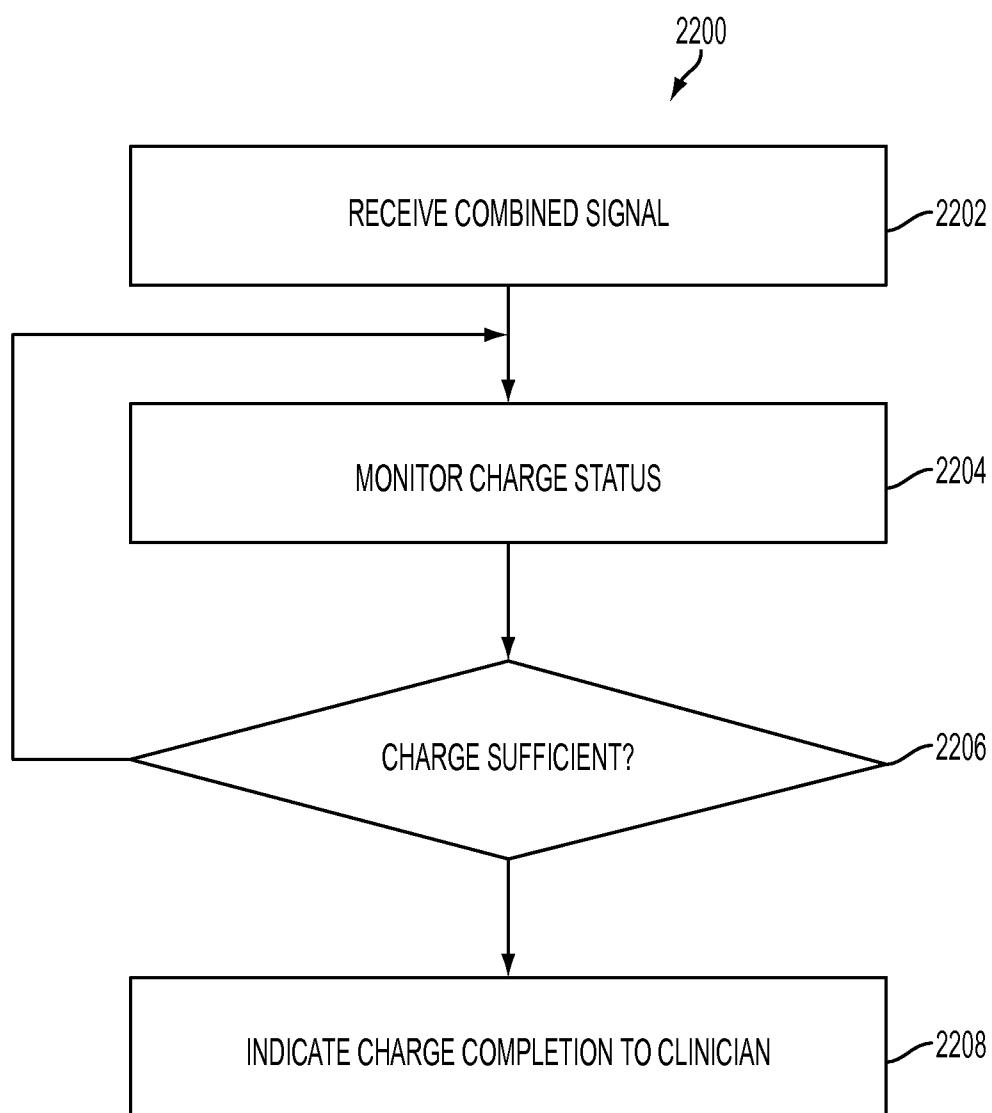 2200
RECEIVE COMBINED SIGNAL
2202
MONITOR CHARGE STATUS
2204
CHARGE SUFFICIENT?
2206
INDICATE CHARGE COMPLETION TO CLINICIAN
2208